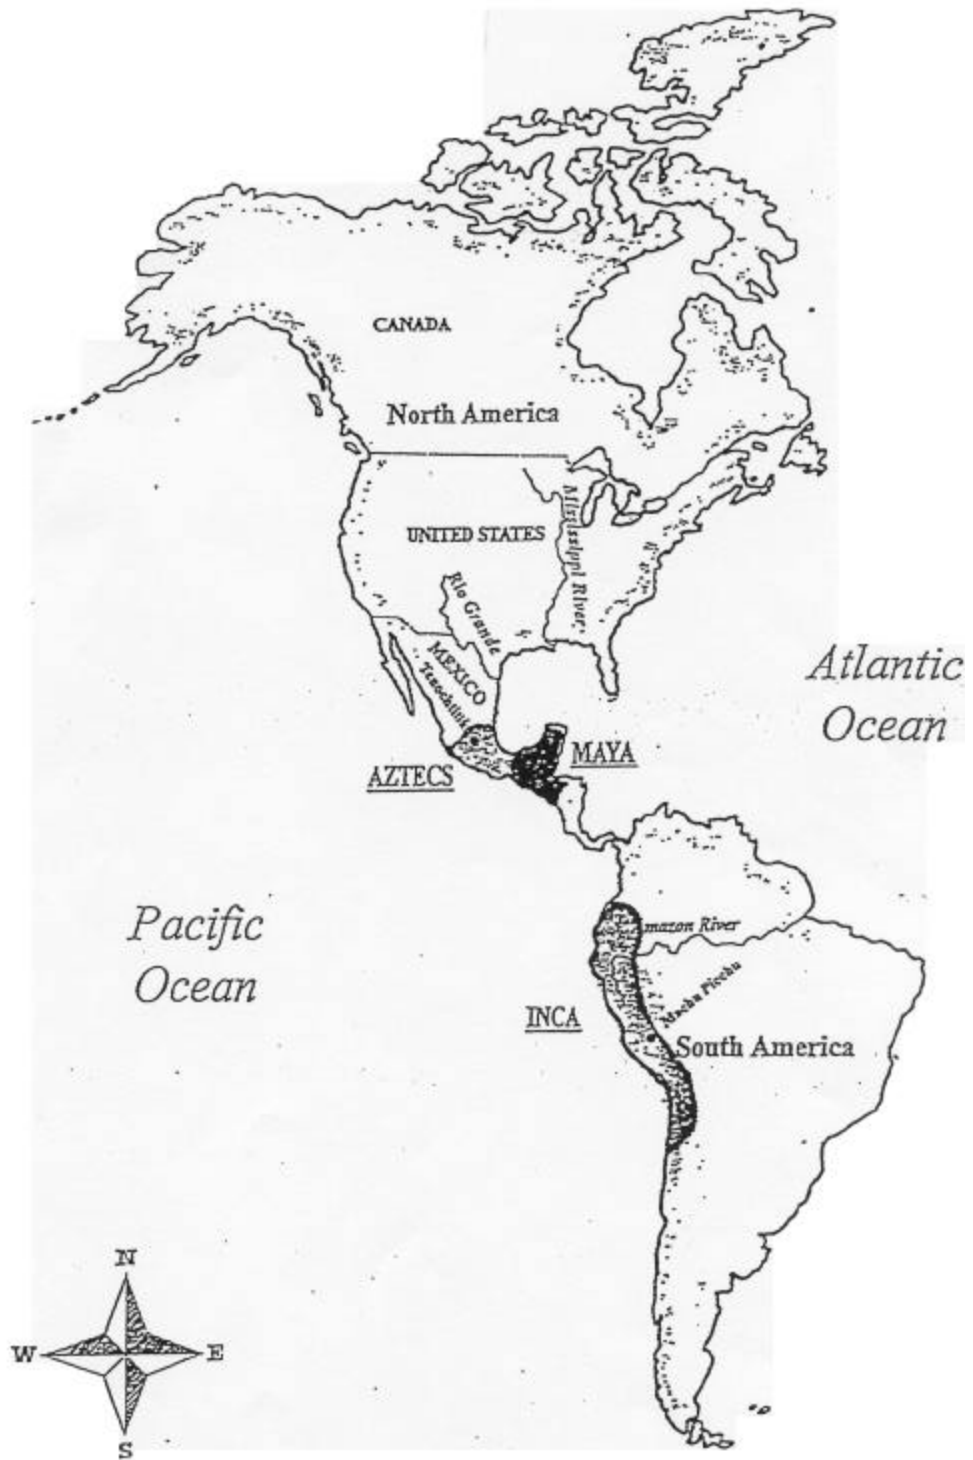 CANADA
North America
Mississippi River
UNITED STATES
Rio Grande
MEXICO
Atlantic
Ocean
MAYA
AZTECS
Pacific
Ocean
mazon River
Machu Picchu
INCA
South America
N
W
E
S